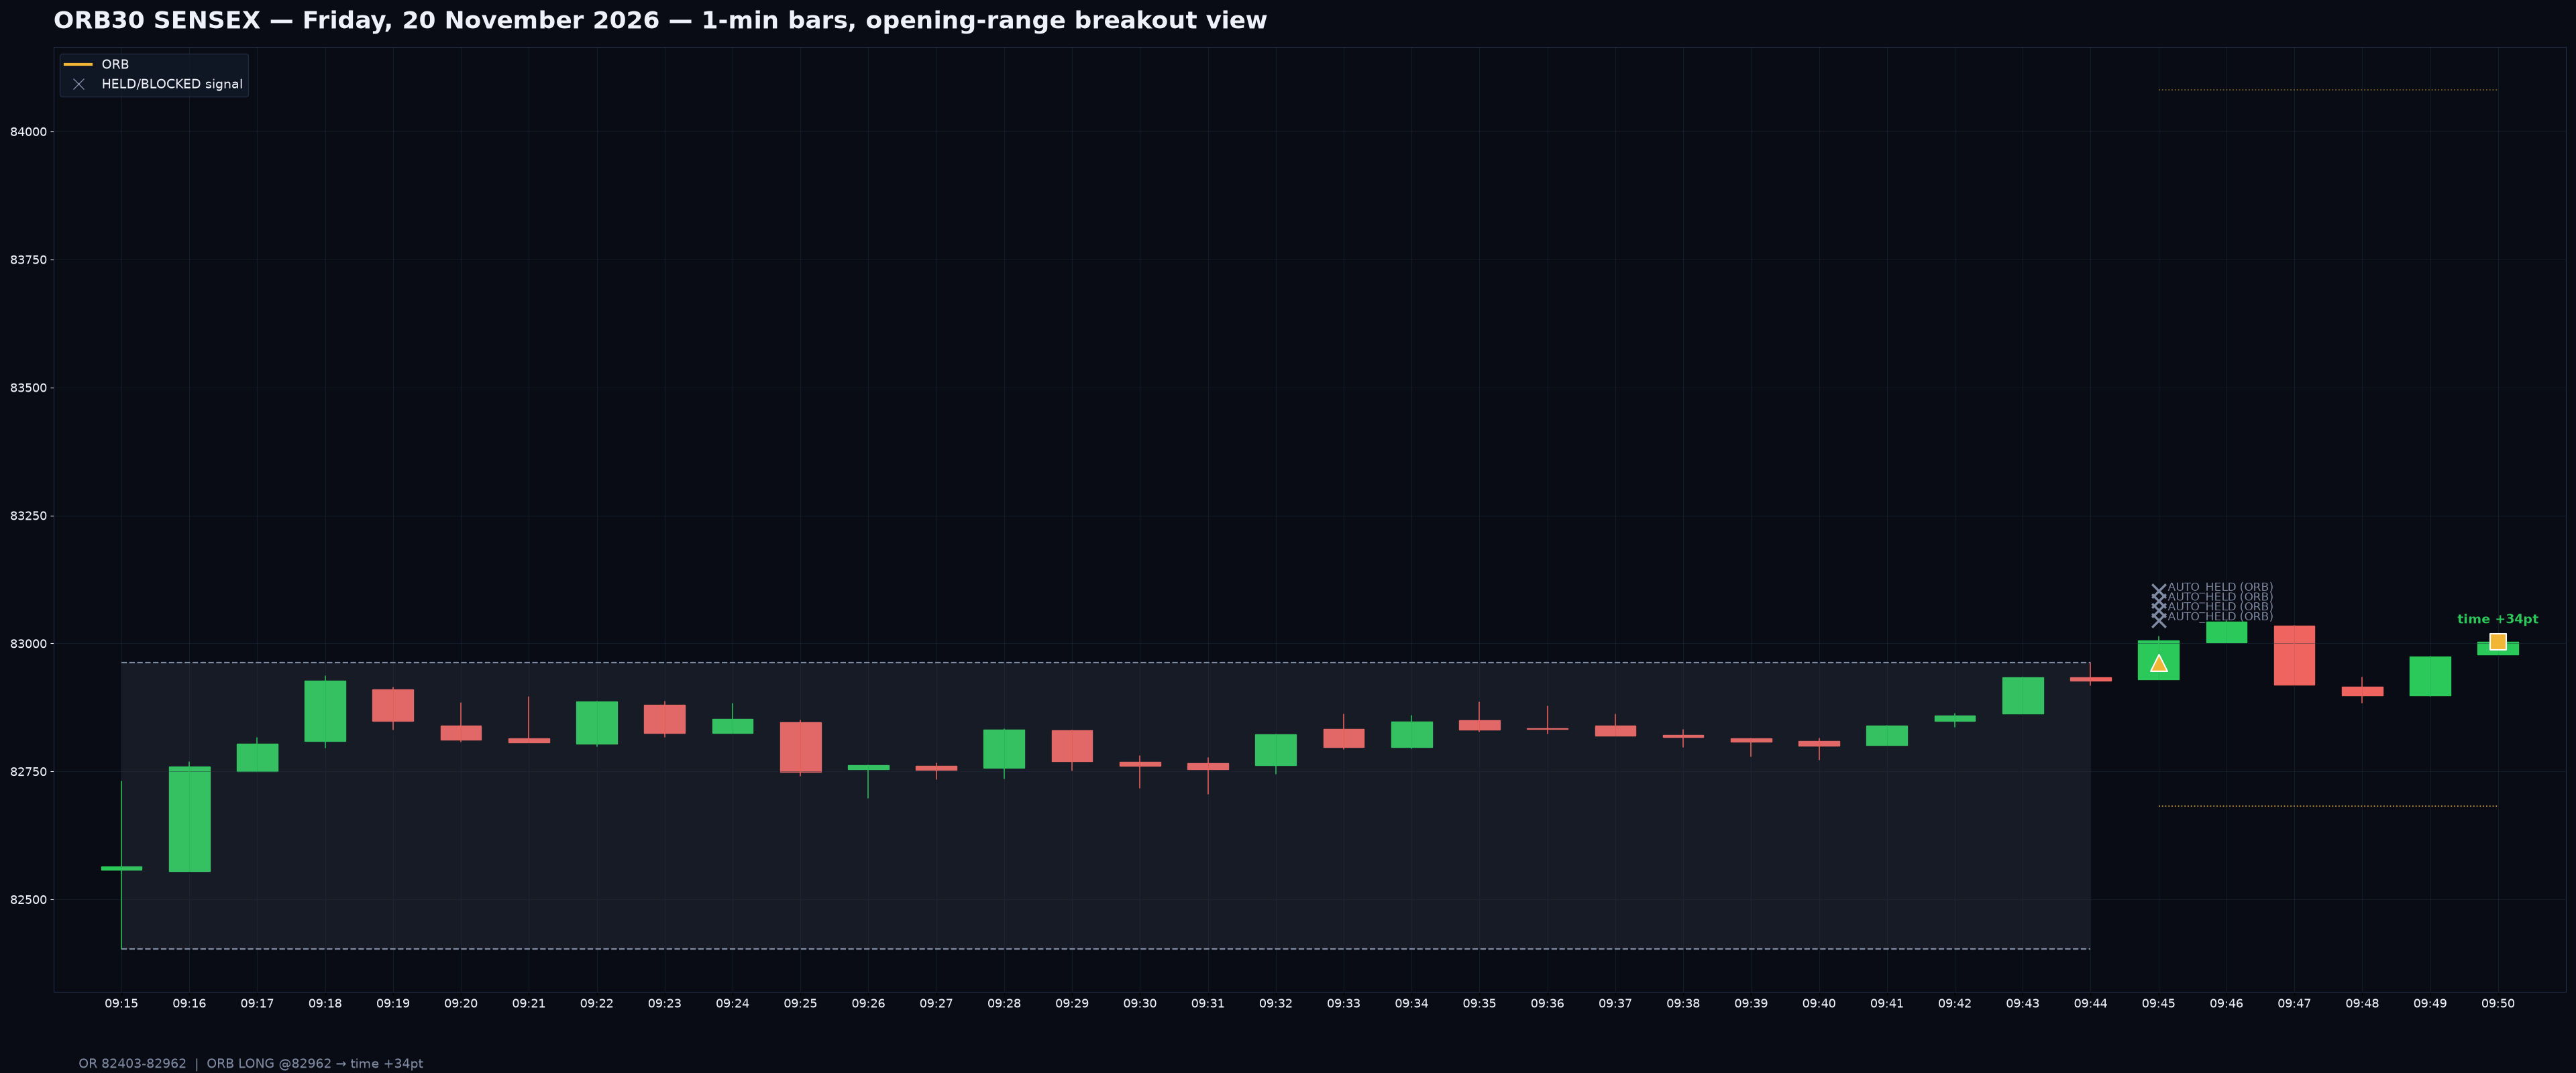 ORB30 SENSEX — Friday, 20 November 2026 — 1-min bars, opening-range breakout view
ORB
HELD/BLOCKED signal
84000
83750
83500
83250
83000
82750
82500
AUTO_HELD (ORB)
AUTO_HELD (ORB)
AUTO_HELD (ORB)
AUTO_HELD (ORB)
time +34pt
09:15 09:16 09:17 09:18 09:19 09:20 09:21 09:22 09:23 09:24 09:25 09:26 09:27 09:28 09:29 09:30 09:31 09:32 09:33 09:34 09:35 09:36 09:37 09:38 09:39 09:40 09:41 09:42 09:43 09:44 09:45 09:46 09:47 09:48 09:49 09:50
OR 82403-82962 | ORB LONG @82962 → time +34pt